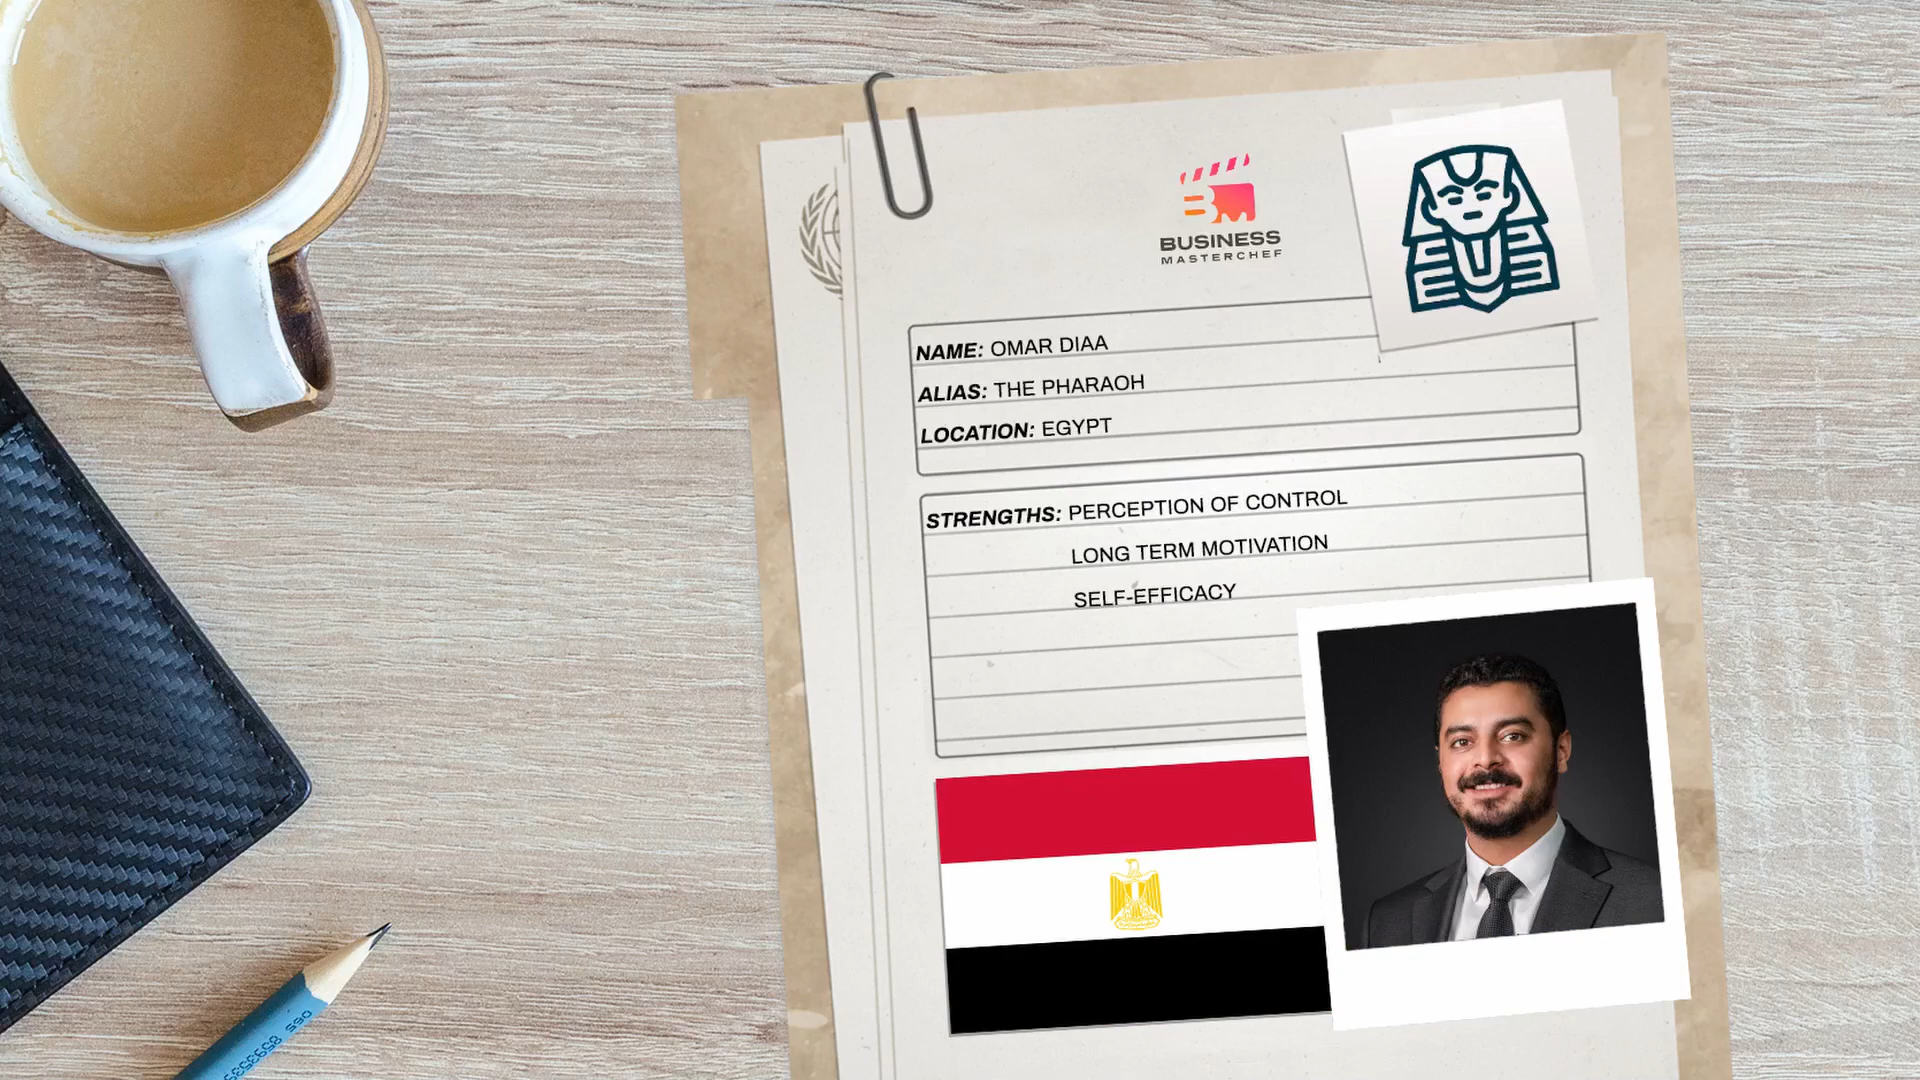 BUSINESS
MASTERCHEF
NAME: OMAR DIAA
ALIAS: THE PHARAOH
LOCATION: EGYPT
STRENGTHS: PERCEPTION OF CONTROL
LONG TERM MOTIVATION
SELF-EFFICACY